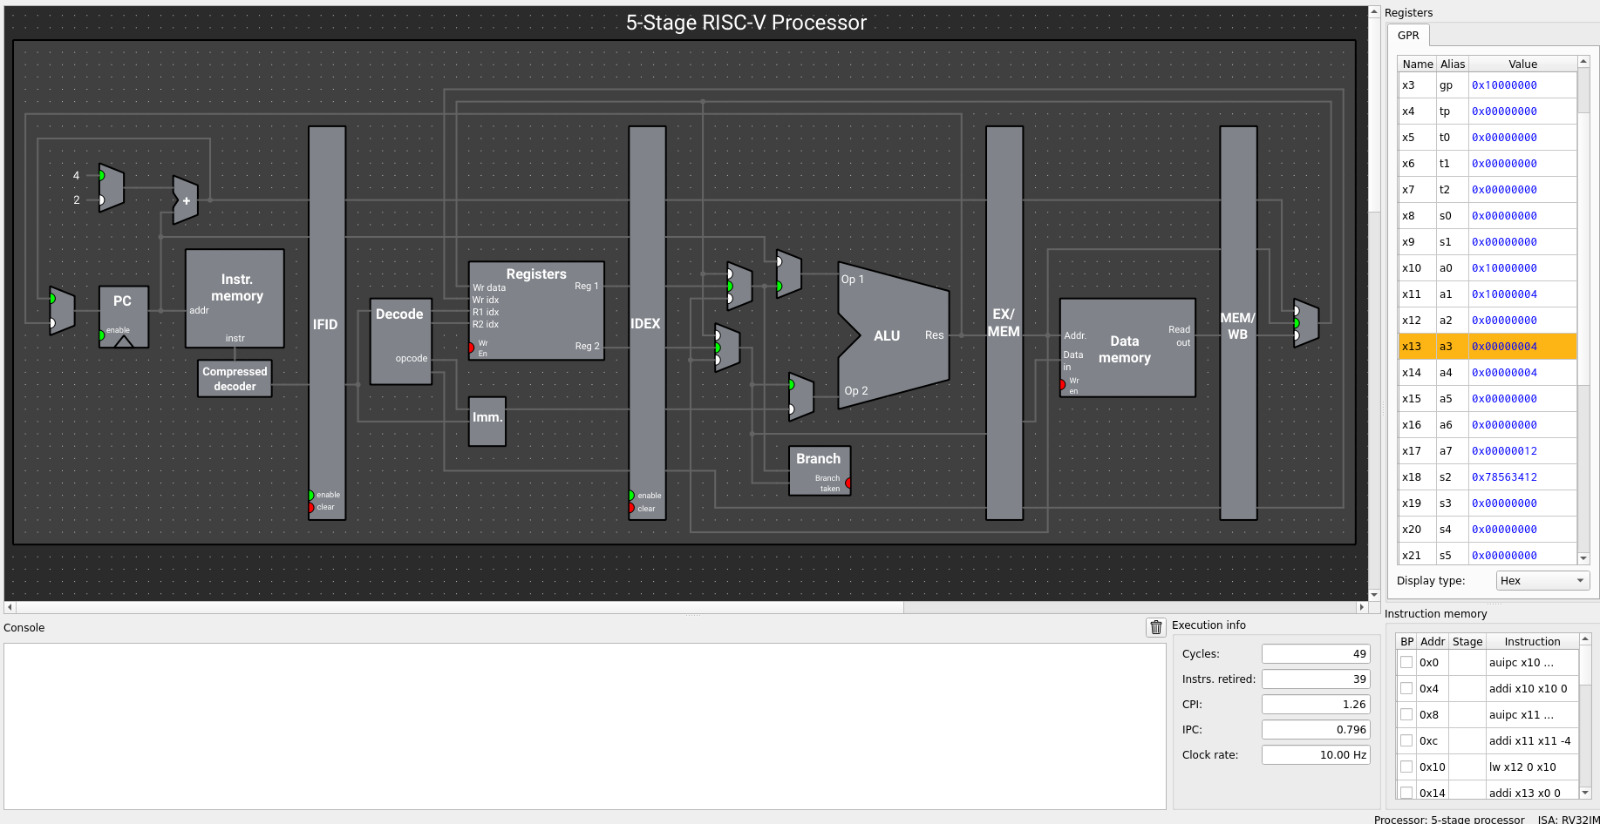 5-Stage RISC-V Processor
4
2
+
PC
enable
Instr.
memory
addr
instr
Compressed
decoder
IFID
enable
clear
Decode
opcode
Registers
Wr data
Wr idx
R1 idx
R2 idx
Wr
En
Reg 1
Reg 2
Imm.
IDEX
enable
clear
Op 1
ALU
Res
Op 2
Branch
Branch
taken
EX/
MEM
Addr.
Data
in
Wr
en
Data
memory
Read
out
MEM/
WB
Registers
GPR
Name Alias Value
x3 gp 0x10000000
x4 tp 0x00000000
x5 t0 0x00000000
x6 t1 0x00000000
x7 t2 0x00000000
x8 s0 0x00000000
x9 s1 0x00000000
x10 a0 0x10000000
x11 a1 0x10000004
x12 a2 0x00000000
x13 a3 0x00000004
x14 a4 0x00000004
x15 a5 0x00000000
x16 a6 0x00000000
x17 a7 0x00000012
x18 s2 0x78563412
x19 s3 0x00000000
x20 s4 0x00000000
x21 s5 0x00000000
Display type: Hex
Console
Execution info
Cycles: 49
Instrs. retired: 39
CPI: 1.26
IPC: 0.796
Clock rate: 10.00 Hz
Instruction memory
BP Addr Stage Instruction
0x0 auipc x10 ...
0x4 addi x10 x10 0
0x8 auipc x11 ...
0xc addi x11 x11 -4
0x10 lw x12 0 x10
0x14 addi x13 x0 0
Processor: 5-stage processor ISA: RV32IM